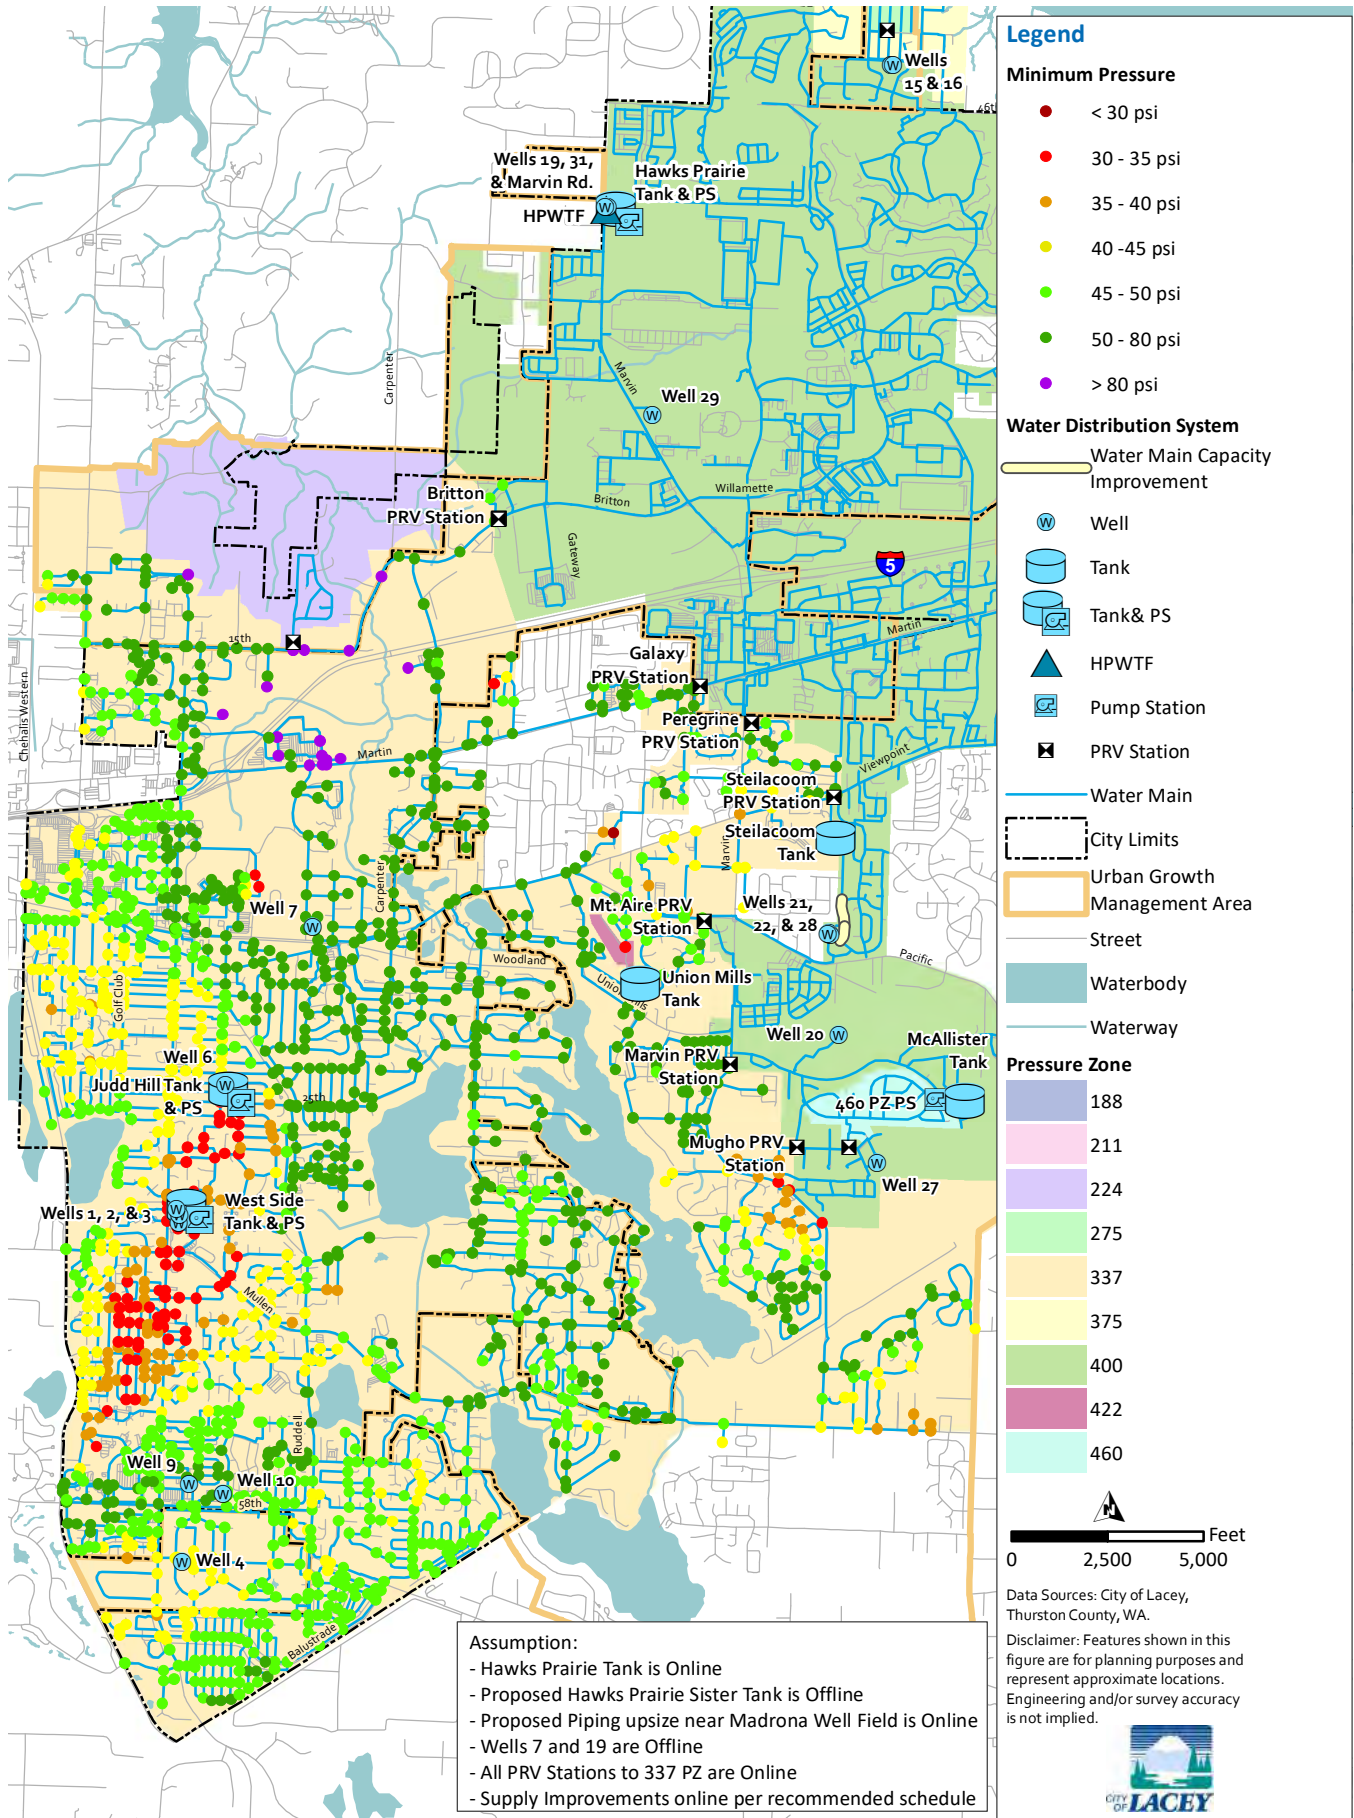 Wells
15 & 16
46th
Wells 19, 31,
& Marvin Rd.
Hawks Prairie
Tank & PS
HPWTF
Carpenter
Marvin
Well 29
Willamette
Britton
PRV Station
Britton
Gateway
5
15th
Martin
Galaxy
PRV Station
Chehalis Western
Peregrine
PRV Station
Martin
Viewpoint
Steilacoom
PRV Station
Steilacoom
Tank
Marvin
Carpenter
Well 7
Mt. Aire PRV
Station
Wells 21,
22, & 28
Woodland
Pacific
Golf Club
Union Mills
Union Mills
Tank
Well 20
McAllister
Tank
Well 6
Judd Hill Tank
& PS
25th
Marvin PRV
Station
460 PZ PS
Mugho PRV
Station
Well 27
Wells 1, 2, & 3
West Side
Tank & PS
Mullen
Ruddell
Well 9
Well 10
58th
Well 4
Balustrade
Assumption:
- Hawks Prairie Tank is Online
- Proposed Hawks Prairie Sister Tank is Offline
- Proposed Piping upsize near Madrona Well Field is Online
- Wells 7 and 19 are Offline
- All PRV Stations to 337 PZ are Online
- Supply Improvements online per recommended schedule
Legend
Minimum Pressure
< 30 psi
30 - 35 psi
35 - 40 psi
40 -45 psi
45 - 50 psi
50 - 80 psi
> 80 psi
Water Distribution System
Water Main Capacity
Improvement
W Well
Tank
Tank& PS
HPWTF
Pump Station
PRV Station
Water Main
City Limits
Urban Growth
Management Area
Street
Waterbody
Waterway
Pressure Zone
188
211
224
275
337
375
400
422
460
N
Feet
0 2,500 5,000
Data Sources: City of Lacey,
Thurston County, WA.
Disclaimer: Features shown in this
figure are for planning purposes and
represent approximate locations.
Engineering and/or survey accuracy
is not implied.
CITY OF LACEY